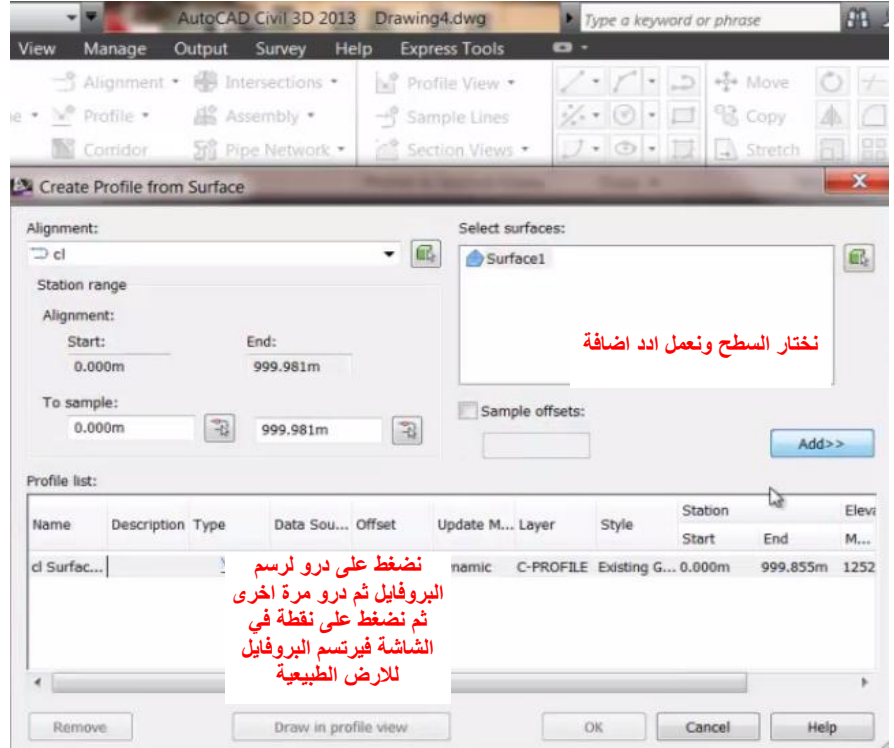 AutoCAD Civil 3D 2013 Drawing4.dwg Type a keyword or phrase
View Manage Output Survey Help Express Tools
Alignment Intersections Profile View Move
Profile Assembly Sample Lines Copy
Corridor Pipe Network Section Views Stretch
Create Profile from Surface
Alignment:
cl
Station range
Alignment:
Start: End:
0.000m 999.981m
To sample:
0.000m 999.981m
Select surfaces:
Surface1
نختار السطح ونعمل ادد اضافة
Sample offsets:
Add>>
Profile list:
Name Description Type Data Sou... Offset Update M... Layer Style Station Eleva
Start End M...
cl Surfac... namic C-PROFILE Existing G... 0.000m 999.855m 1252
نضغط على درو لرسم
البروفايل ثم درو مرة اخرى
ثم نضغط على نقطة في
الشاشة فيرتسم البروفايل
للارض الطبيعية
Remove Draw in profile view OK Cancel Help